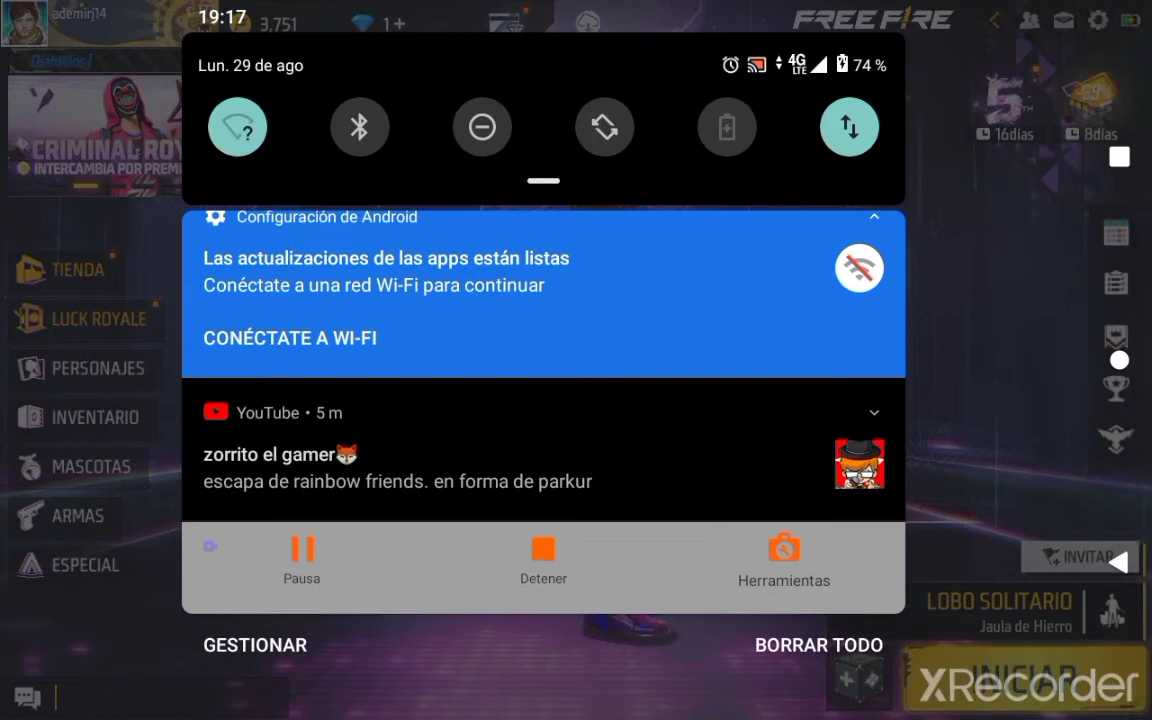 ademirj14
19:17
3,751
1+
FREE FIRE
Lun. 29 de ago
4G
LTE
74 %
?
5TH
16días
8días
CRIMINAL ROY
INTERCAMBIA POR PREMI
Configuración de Android
Las actualizaciones de las apps están listas
Conéctate a una red Wi-Fi para continuar
CONÉCTATE A WI-FI
TIENDA
LUCK ROYALE
PERSONAJES
INVENTARIO
MASCOTAS
ARMAS
ESPECIAL
YouTube • 5 m
zorrito el gamer🦊
escapa de rainbow friends. en forma de parkur
Pausa
Detener
Herramientas
INVITAR
LOBO SOLITARIO
Jaula de Hierro
GESTIONAR
BORRAR TODO
INICIAR
XRecorder